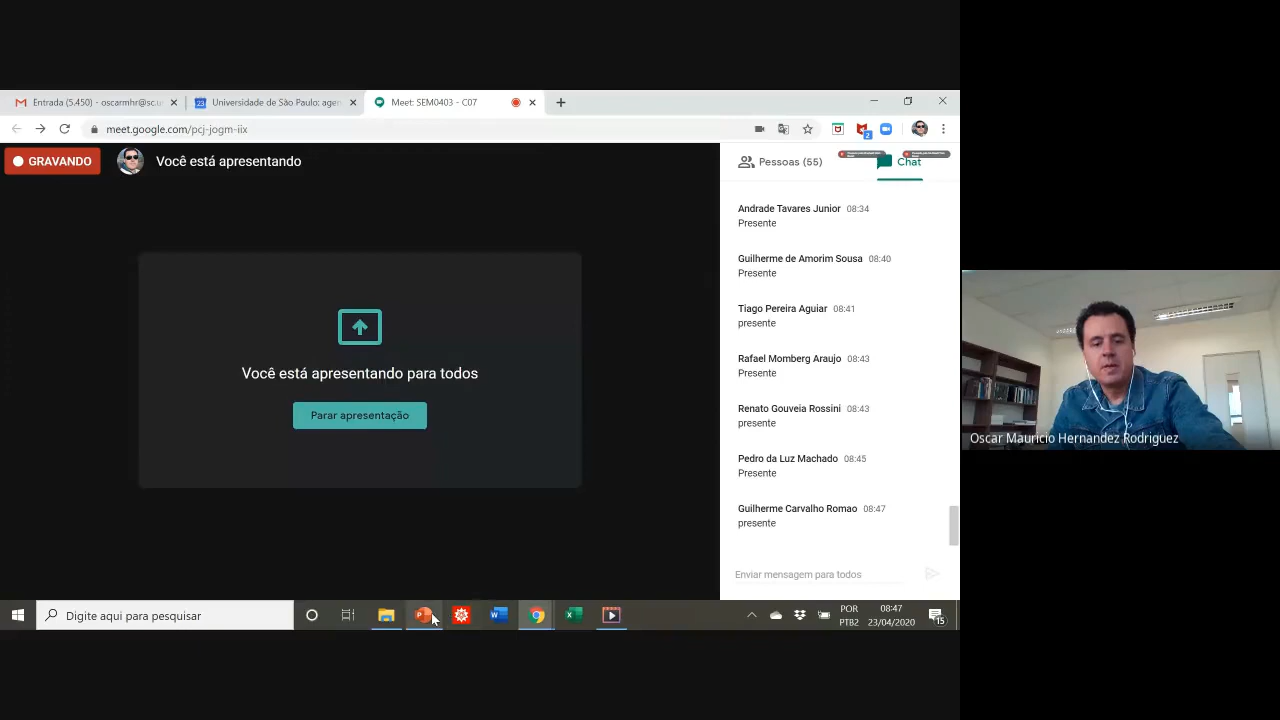 Entrada (5.450) - oscarmhr@sc.u
Universidade de São Paulo: agen
Meet: SEM0403 - C07
meet.google.com/pcj-jogm-iix
2
GRAVANDO
Você está apresentando
Pessoas (55)
Chat
Andrade Tavares Junior 08:34
Presente
Guilherme de Amorim Sousa 08:40
Presente
Tiago Pereira Aguiar 08:41
presente
Rafael Momberg Araujo 08:43
Presente
Renato Gouveia Rossini 08:43
presente
Pedro da Luz Machado 08:45
Presente
Guilherme Carvalho Romao 08:47
presente
Enviar mensagem para todos
Você está apresentando para todos
Parar apresentação
Oscar Mauricio Hernandez Rodriguez
Digite aqui para pesquisar
POR
PTB2
08:47
23/04/2020
15